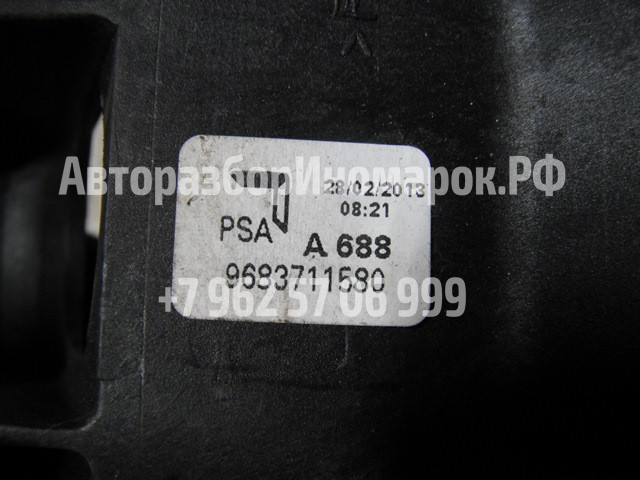 28/02/2013
АвторазборИномарок.РФ
08:21
PSA
A 688
9683711580
+7 962 57 06 999